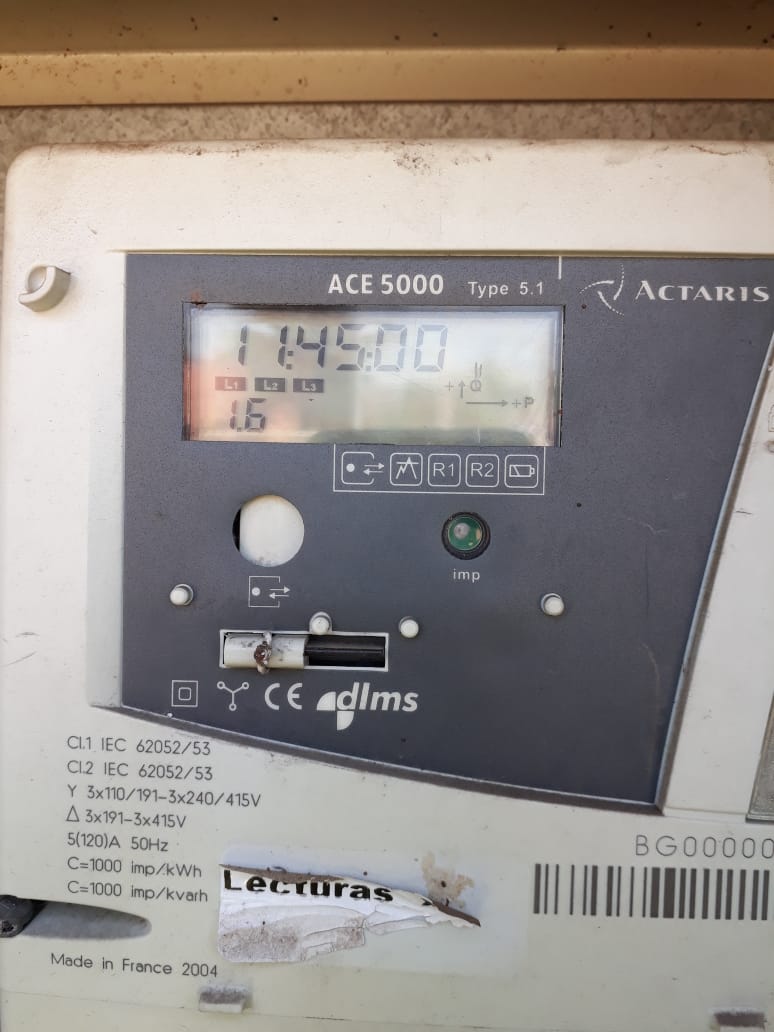 ACE 5000 Type 5.1 ACTARIS
11:45:00
L1 L2 L3
+ Q
+P
1.6
R1 R2
imp
CE dlms
Cl.1 IEC 62052/53
Cl.2 IEC 62052/53
Y 3x110/191-3x240/415V
Δ 3x191-3x415V
5(120)A 50Hz
C=1000 imp/kWh
C=1000 imp/kvarh
BG00000
Lecturas
Made in France 2004